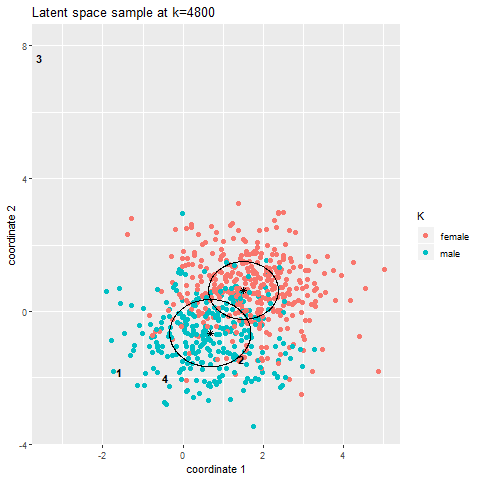 Latent space sample at k=4800
8
3
4
0
-4
1
4
2
-2
0
2
4
coordinate 1
coordinate 2
K
female
male